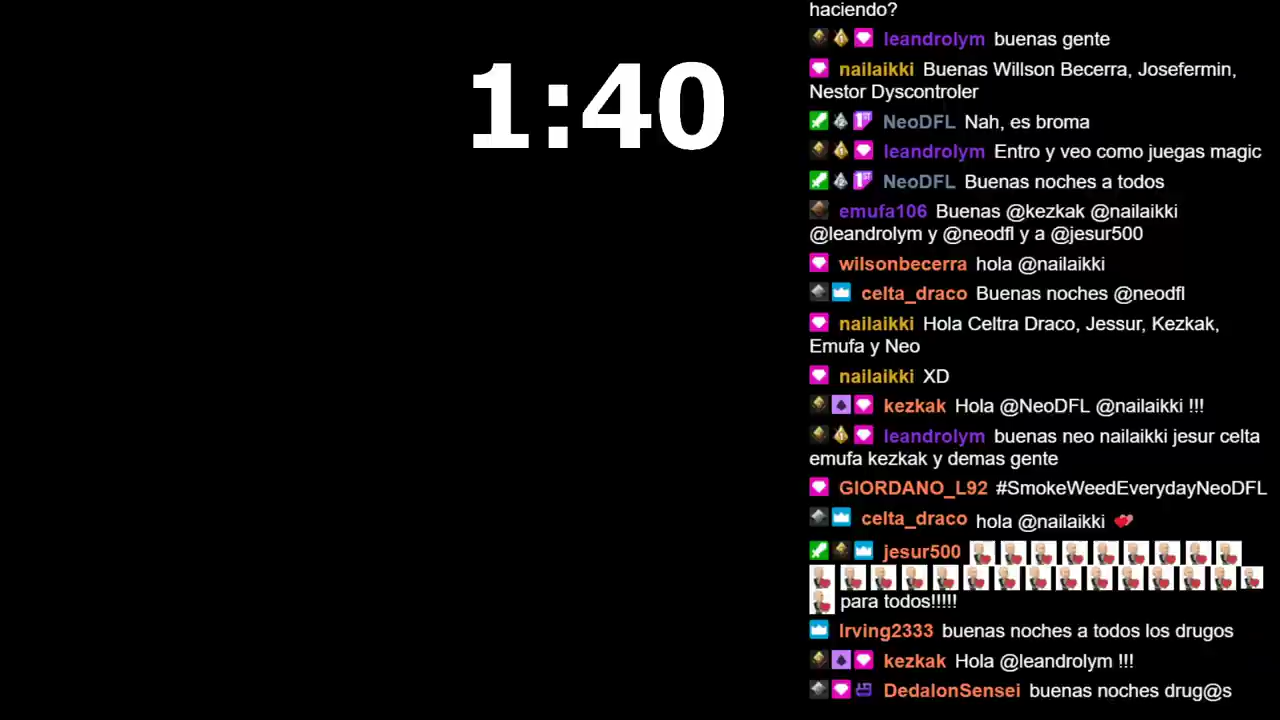 1:40
haciendo?
leandrolym buenas gente
nailaikki Buenas Willson Becerra, Josefermin,
Nestor Dyscontroler
NeoDFL Nah, es broma
leandrolym Entro y veo como juegas magic
NeoDFL Buenas noches a todos
emufa106 Buenas @kezkak @nailaikki
@leandrolym y @neodfl y a @jesur500
wilsonbecerra hola @nailaikki
celta_draco Buenas noches @neodfl
nailaikki Hola Celtra Draco, Jessur, Kezkak,
Emufa y Neo
nailaikki XD
kezkak Hola @NeoDFL @nailaikki !!!
leandrolym buenas neo nailaikki jesur celta
emufa kezkak y demas gente
GIORDANO_L92 #SmokeWeedEverydayNeoDFL
celta_draco hola @nailaikki
jesur500
para todos!!!!!
Irving2333 buenas noches a todos los drugos
kezkak Hola @leandrolym !!!
DedalonSensei buenas noches drug@s